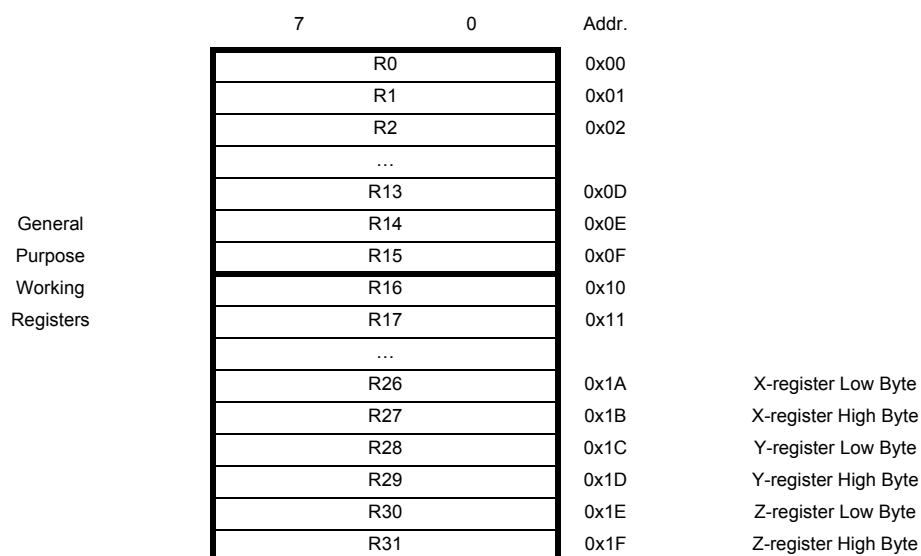 7 0 Addr.
R0 0x00
R1 0x01
R2 0x02
…
R13 0x0D
General R14 0x0E
Purpose R15 0x0F
Working R16 0x10
Registers R17 0x11
…
R26 0x1A X-register Low Byte
R27 0x1B X-register High Byte
R28 0x1C Y-register Low Byte
R29 0x1D Y-register High Byte
R30 0x1E Z-register Low Byte
R31 0x1F Z-register High Byte